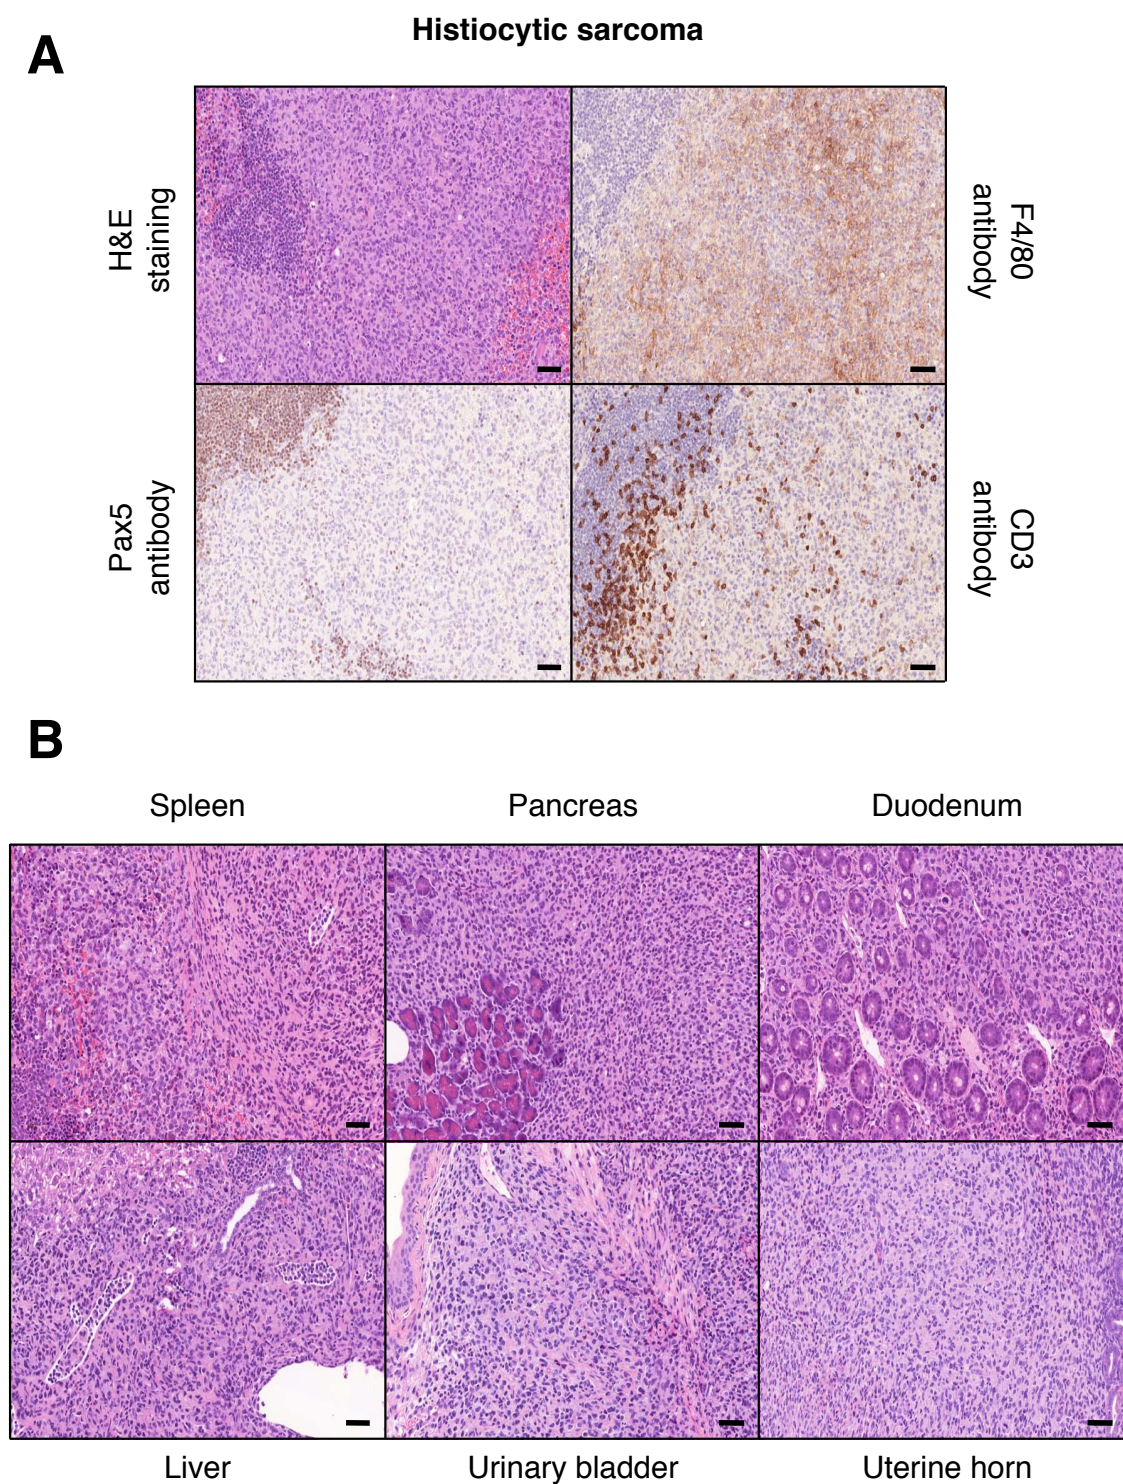 Histiocytic sarcoma
A
H&E
staining
F4/80
antibody
Pax5
antibody
CD3
antibody
B
Spleen
Pancreas
Duodenum
Liver
Urinary bladder
Uterine horn